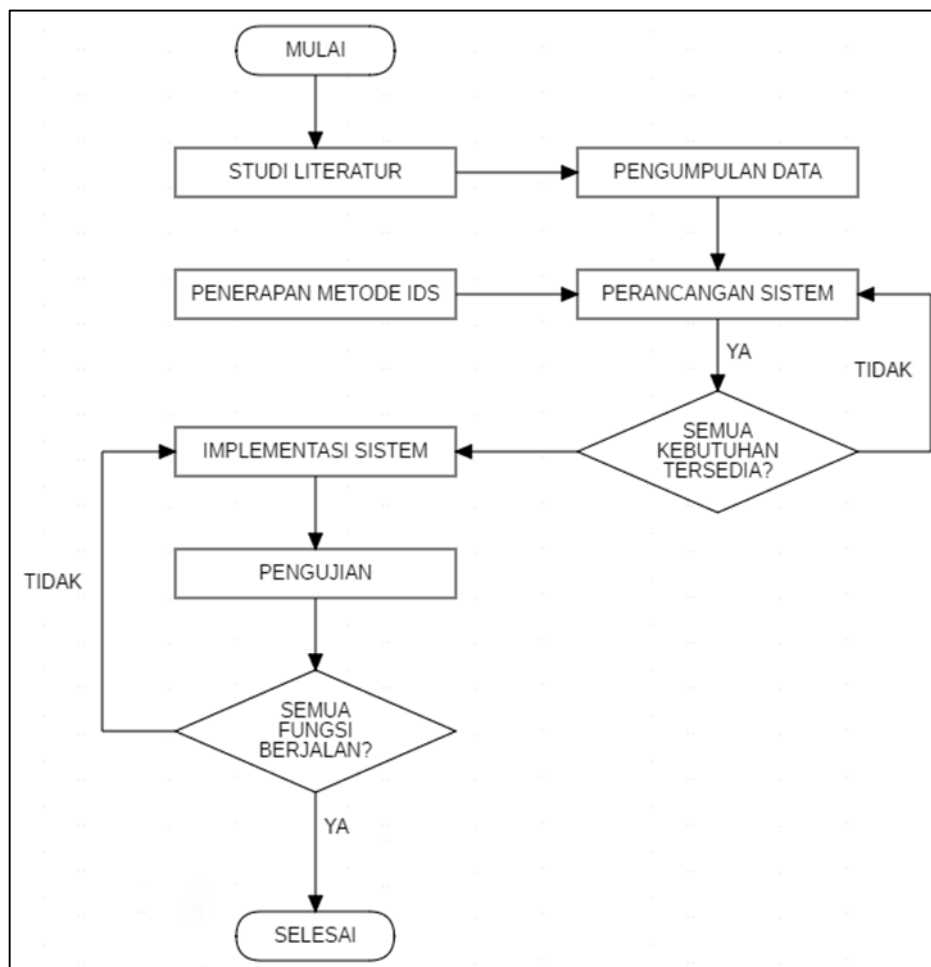 MULAI
STUDI LITERATUR
PENGUMPULAN DATA
PENERAPAN METODE IDS
PERANCANGAN SISTEM
YA
TIDAK
SEMUA
KEBUTUHAN
TERSEDIA?
IMPLEMENTASI SISTEM
PENGUJIAN
TIDAK
SEMUA
FUNGSI
BERJALAN?
YA
SELESAI